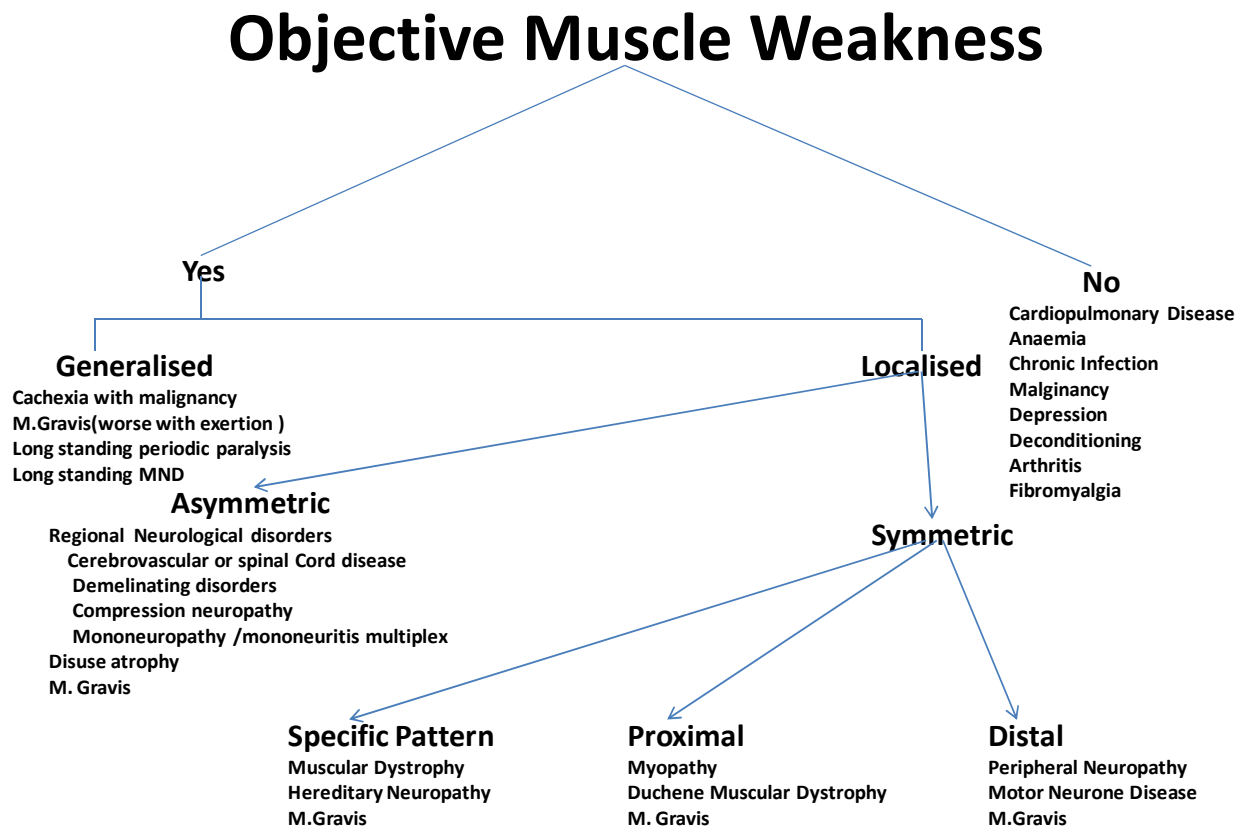 Objective Muscle Weakness
Yes
No
Cardiopulmonary Disease
Anaemia
Chronic Infection
Malginancy
Depression
Deconditioning
Arthritis
Fibromyalgia
Generalised
Cachexia with malignancy
M.Gravis(worse with exertion )
Long standing periodic paralysis
Long standing MND
Localised
Asymmetric
Regional Neurological disorders
Cerebrovascular or spinal Cord disease
Demelinating disorders
Compression neuropathy
Mononeuropathy /mononeuritis multiplex
Disuse atrophy
M. Gravis
Symmetric
Specific Pattern
Muscular Dystrophy
Hereditary Neuropathy
M.Gravis
Proximal
Myopathy
Duchene Muscular Dystrophy
M. Gravis
Distal
Peripheral Neuropathy
Motor Neurone Disease
M.Gravis